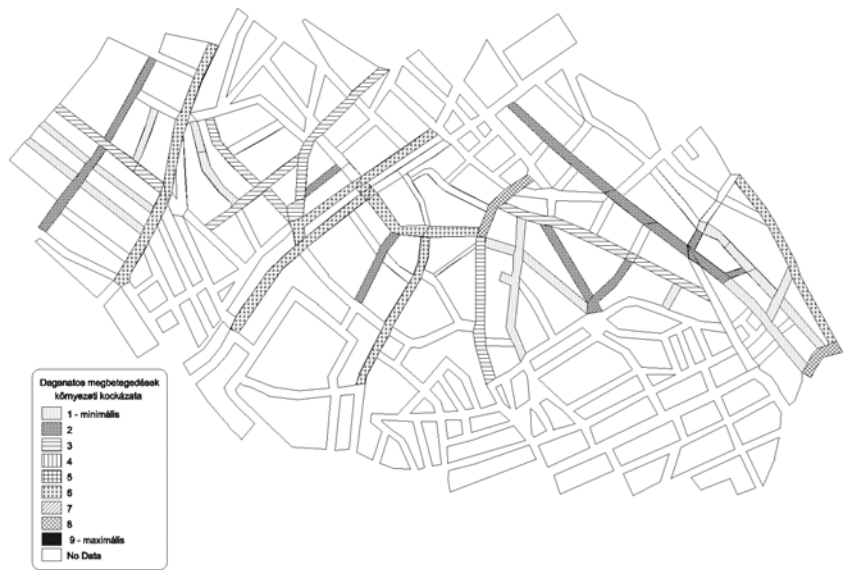 Daganatos megbetegedések
környezeti kockázata
1 - minimális
2
3
4
5
6
7
8
9 - maximális
No Data